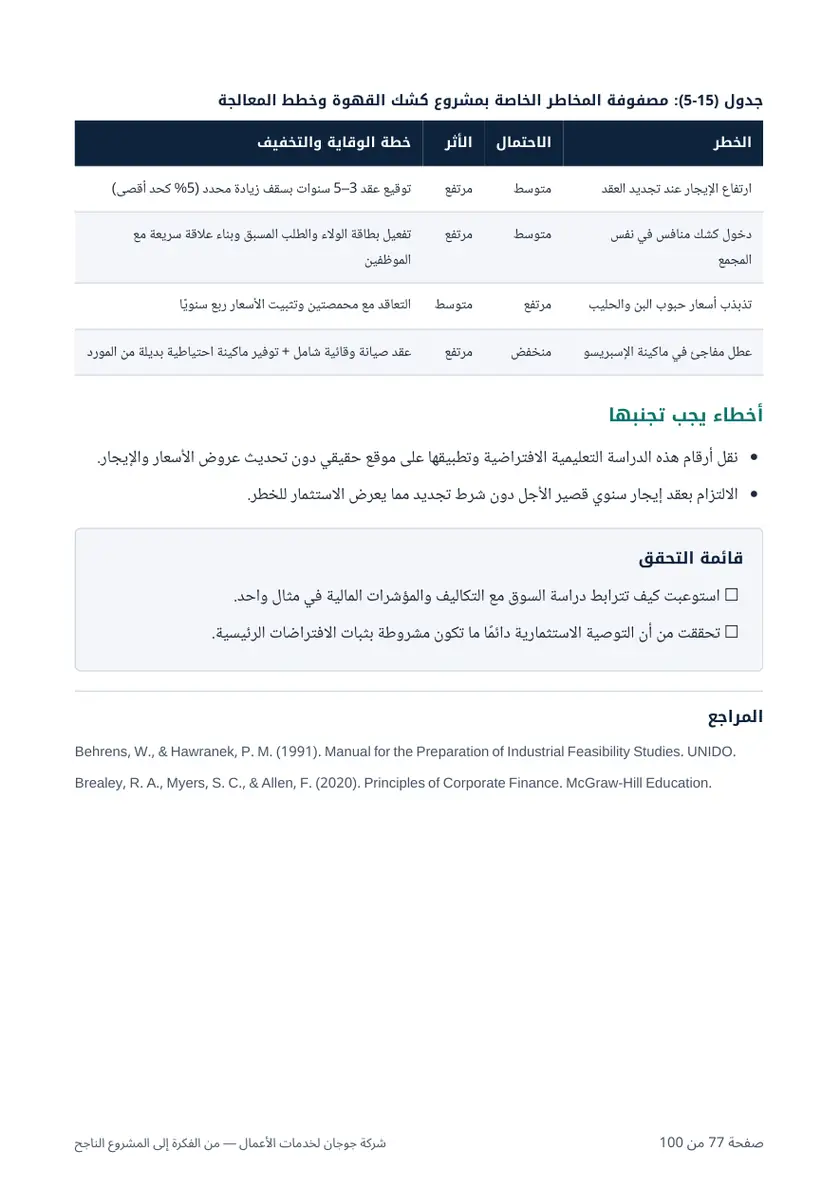 جدول (15-5): مصفوفة المخاطر الخاصة بمشروع كشك القهوة وخطط المعالجة
الخطر الاحتمال الأثر خطة الوقاية والتخفيف
ارتفاع الإيجار عند تجديد العقد متوسط مرتفع توقيع عقد 3–5 سنوات بسقف زيادة محدد (5% كحد أقصى)
دخول كشك منافس في نفس المجمع متوسط مرتفع تفعيل بطاقة الولاء والطلب المسبق وبناء علاقة سريعة مع الموظفين
تذبذب أسعار حبوب البن والحليب مرتفع متوسط التعاقد مع محمصتين وتثبيت الأسعار ربع سنويًا
عطل مفاجئ في ماكينة الإسبريسو منخفض مرتفع عقد صيانة وقائية شامل + توفير ماكينة احتياطية بديلة من المورد
أخطاء يجب تجنبها
• نقل أرقام هذه الدراسة التعليمية الافتراضية وتطبيقها على موقع حقيقي دون تحديث عروض الأسعار والإيجار.
• الالتزام بعقد إيجار سنوي قصير الأجل دون شرط تجديد مما يعرض الاستثمار للخطر.
قائمة التحقق
☐ استوعبت كيف تترابط دراسة السوق مع التكاليف والمؤشرات المالية في مثال واحد.
☐ تحققت من أن التوصية الاستثمارية دائمًا ما تكون مشروطة بثبات الافتراضات الرئيسية.
المراجع
Behrens, W., & Hawranek, P. M. (1991). Manual for the Preparation of Industrial Feasibility Studies. UNIDO.
Brealey, R. A., Myers, S. C., & Allen, F. (2020). Principles of Corporate Finance. McGraw-Hill Education.
صفحة 77 من 100
شركة جوجان لخدمات الأعمال — من الفكرة إلى المشروع الناجح